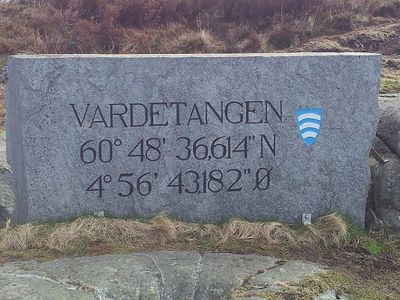 VARDETANGEN
60° 48' 36,614" N
4° 56' 43,182" Ø